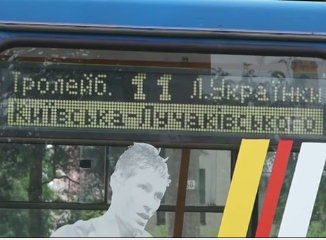 Тролейб. 11 Л.Українки
Київська-Лучаківського